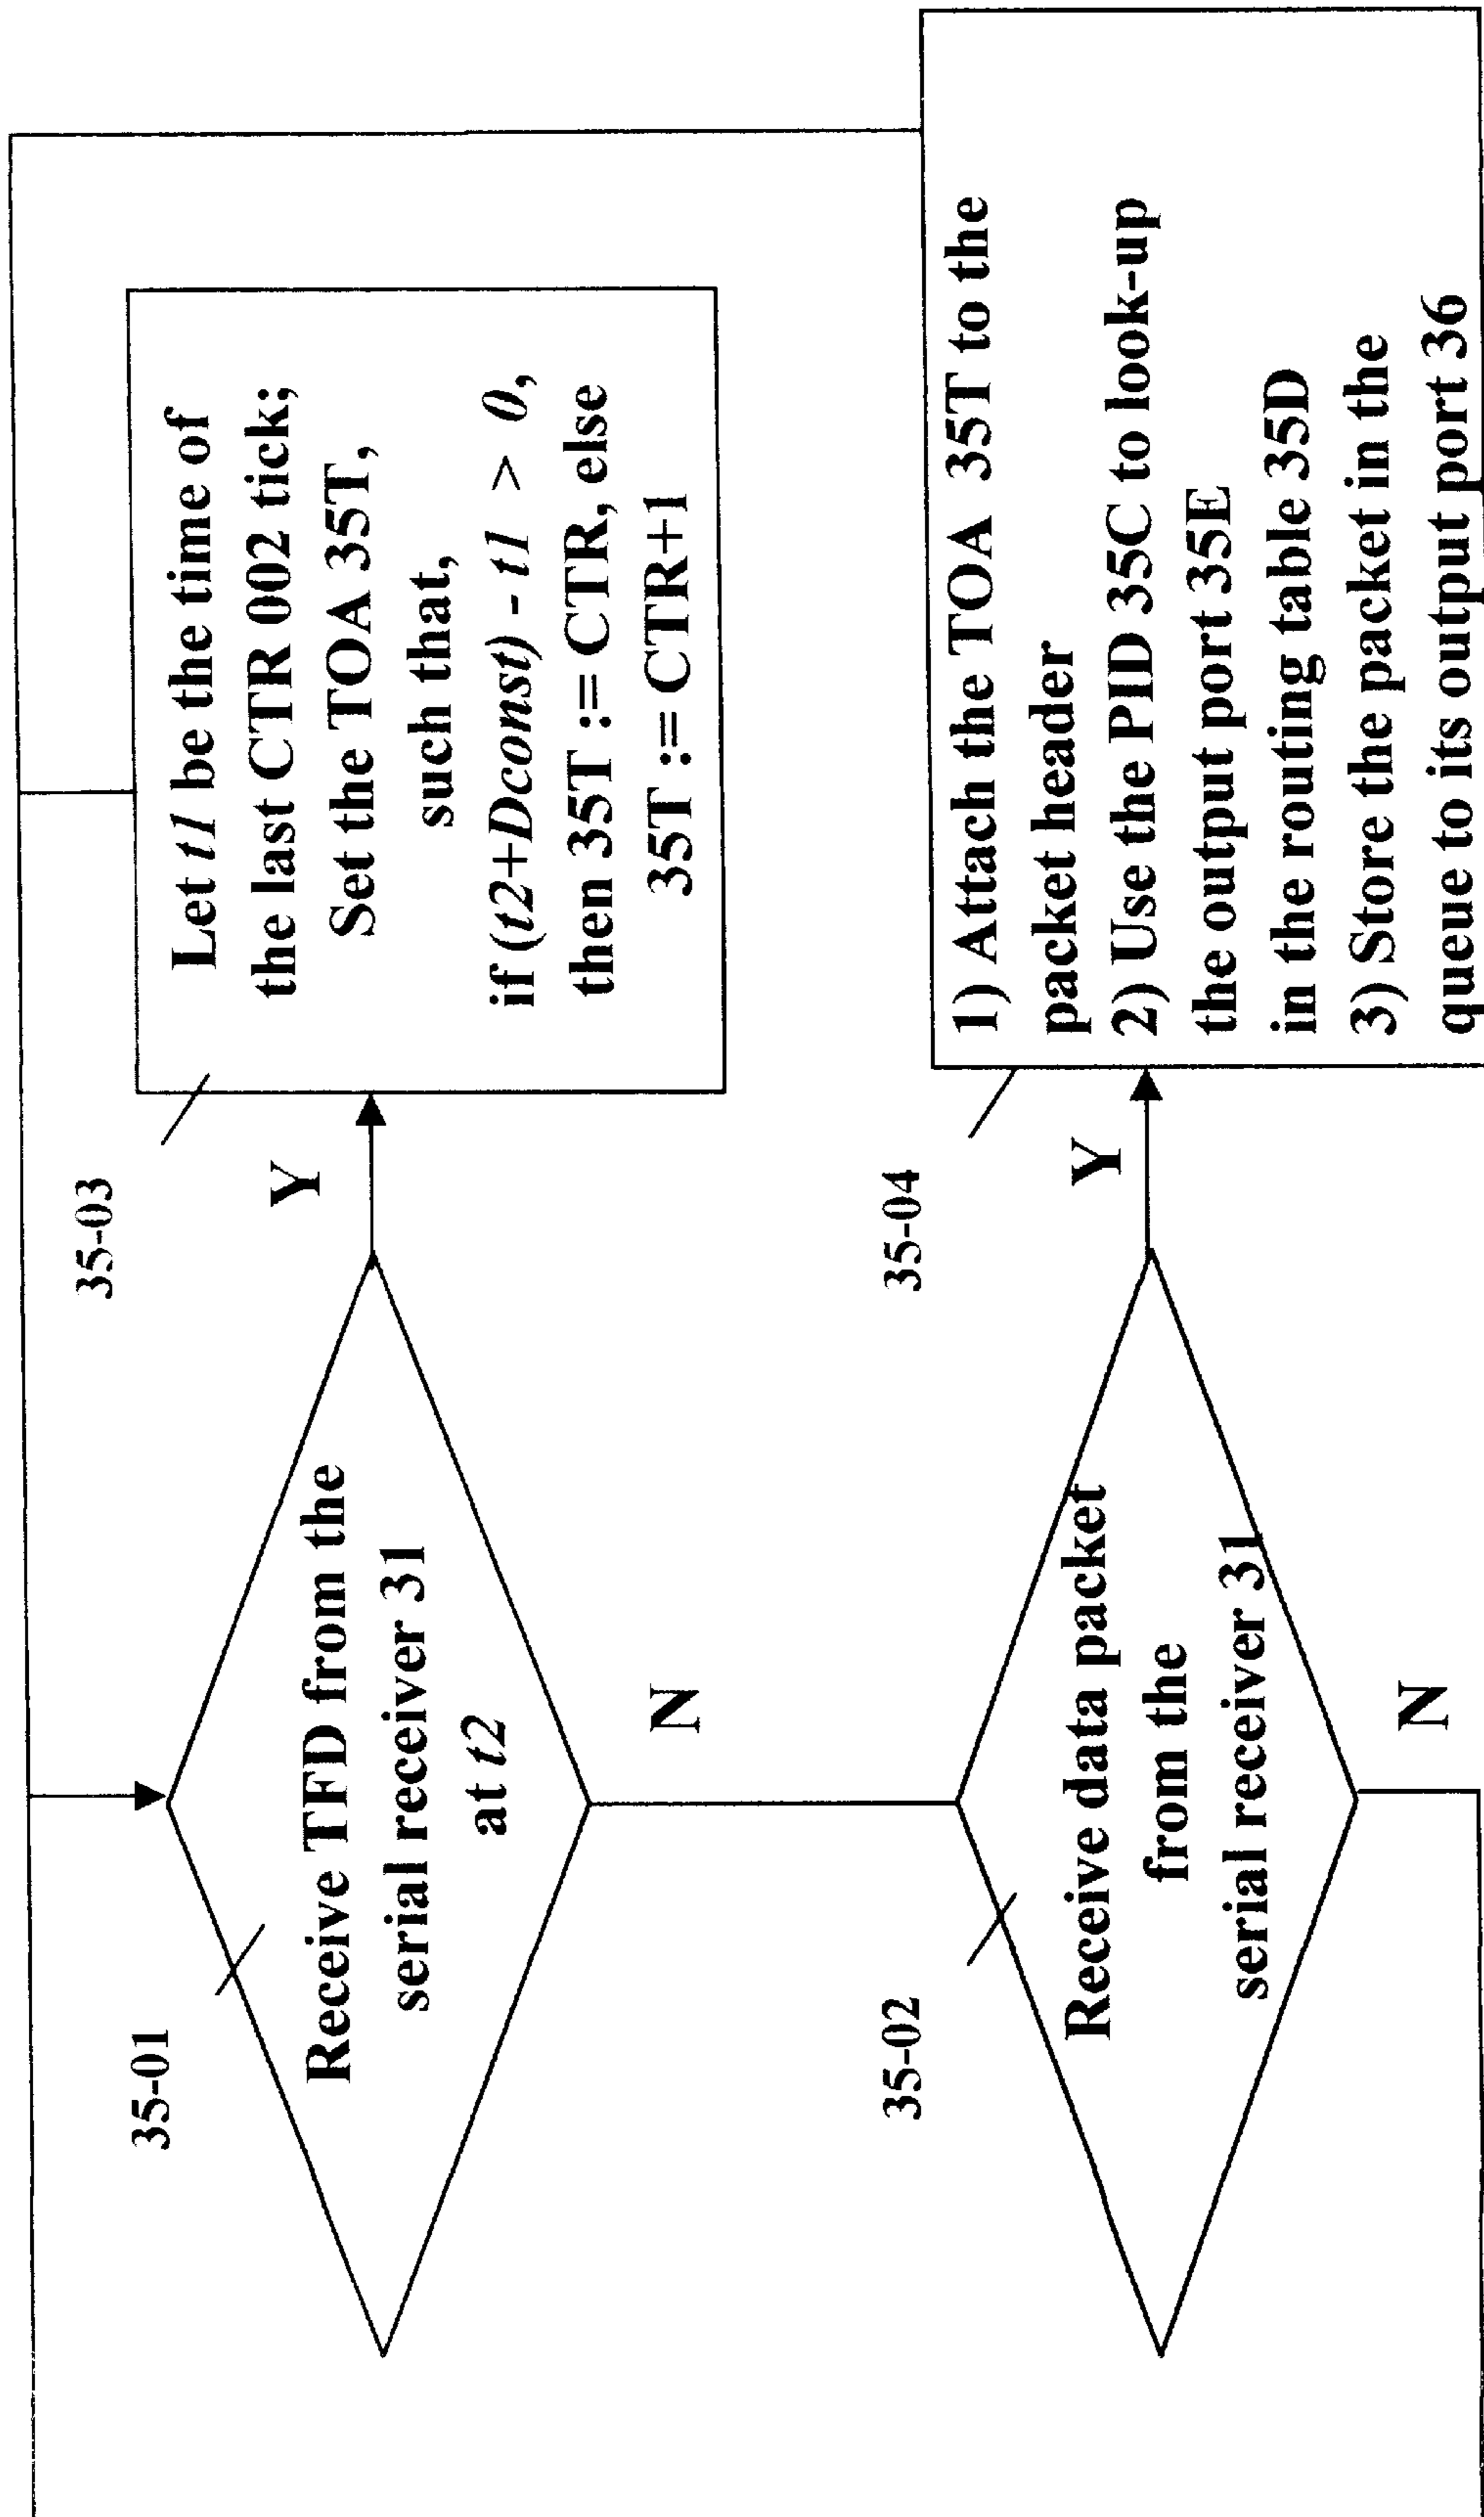 35-01
Receive TFD from the
serial receiver 31
at t2
Y
N
35-03
Let t1 be the time of
the last CTR 002 tick;
Set the TOA 35T,
such that,
if (t2+Dconst) - t1 > 0,
then 35T := CTR, else
35T := CTR+1
35-02
Receive data packet
from the
serial receiver 31
Y
N
35-04
1) Attach the TOA 35T to the
packet header
2) Use the PID 35C to look-up
the output port 35E
in the routing table 35D
3) Store the packet in the
queue to its output port 36